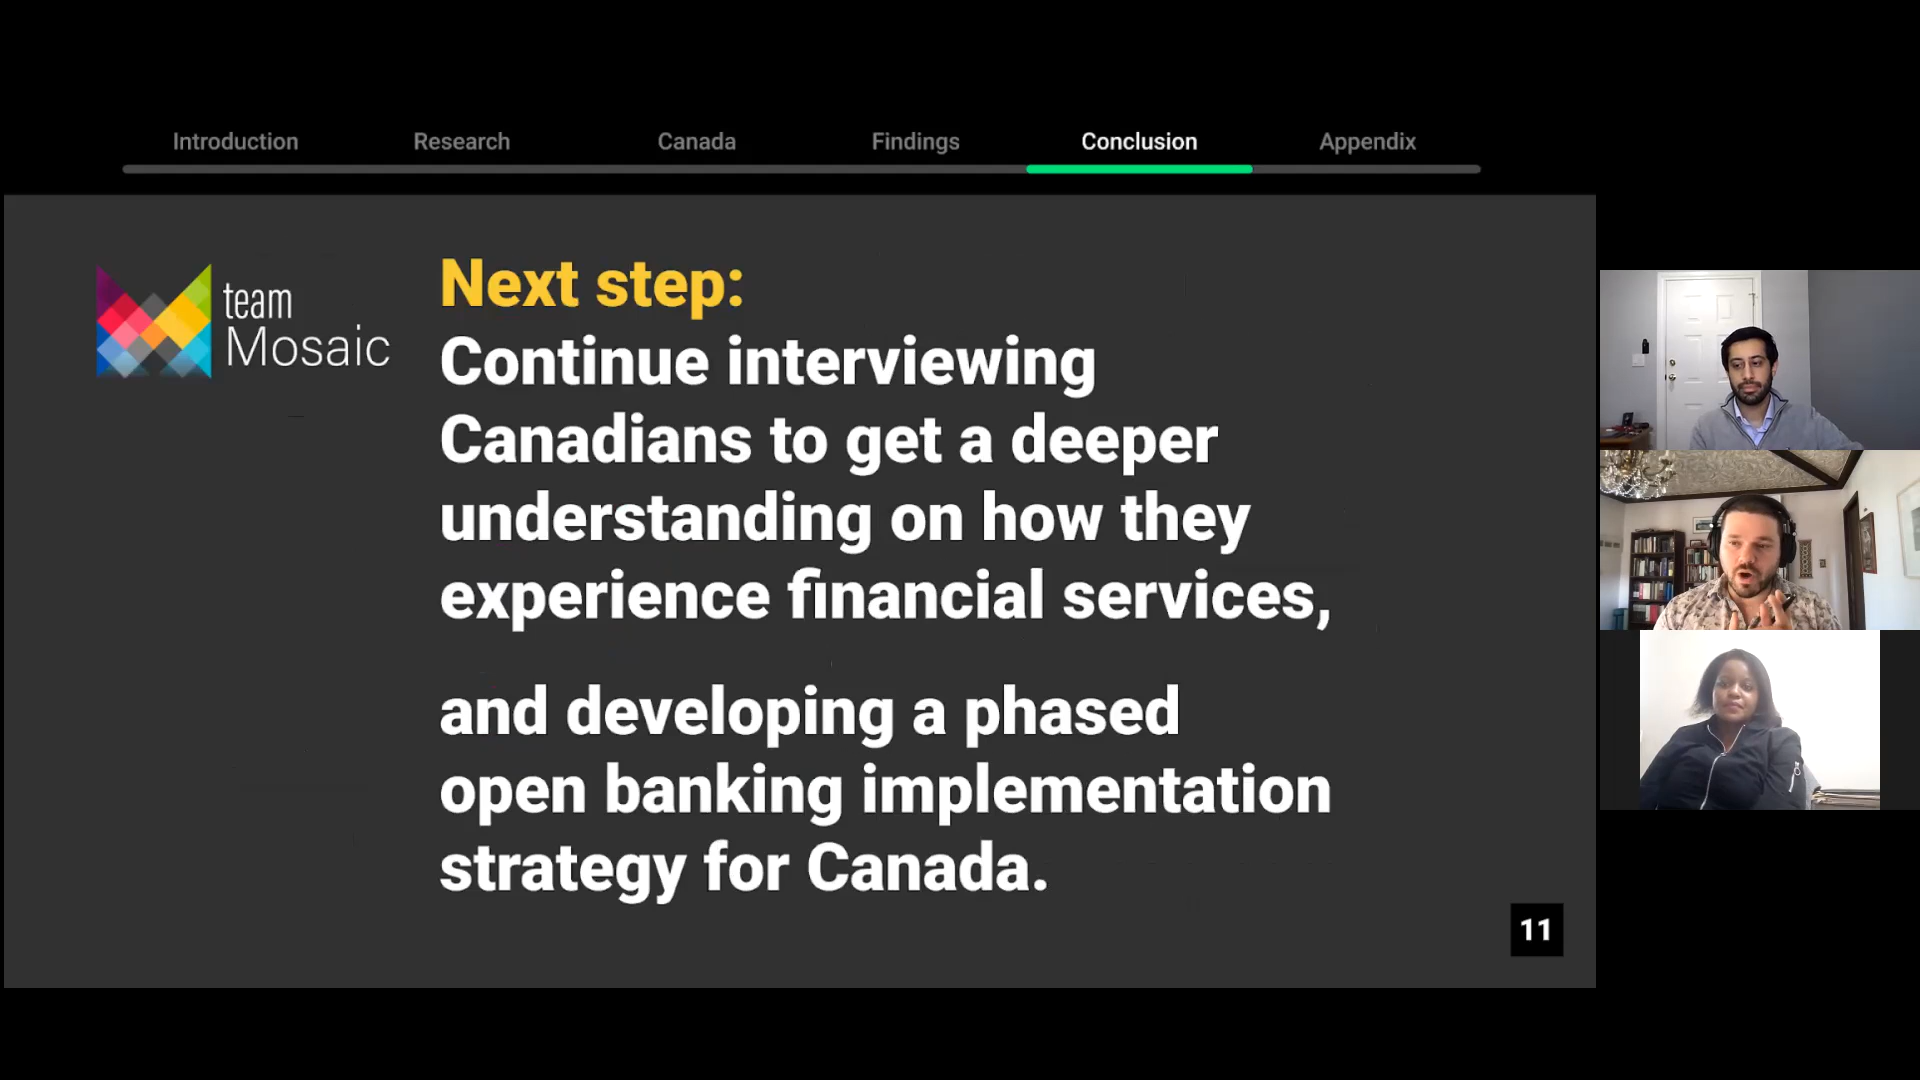 Introduction
Research
Canada
Findings
Conclusion
Appendix
team
Mosaic
Next step:
Continue interviewing
Canadians to get a deeper
understanding on how they
experience financial services,
and developing a phased
open banking implementation
strategy for Canada.
11